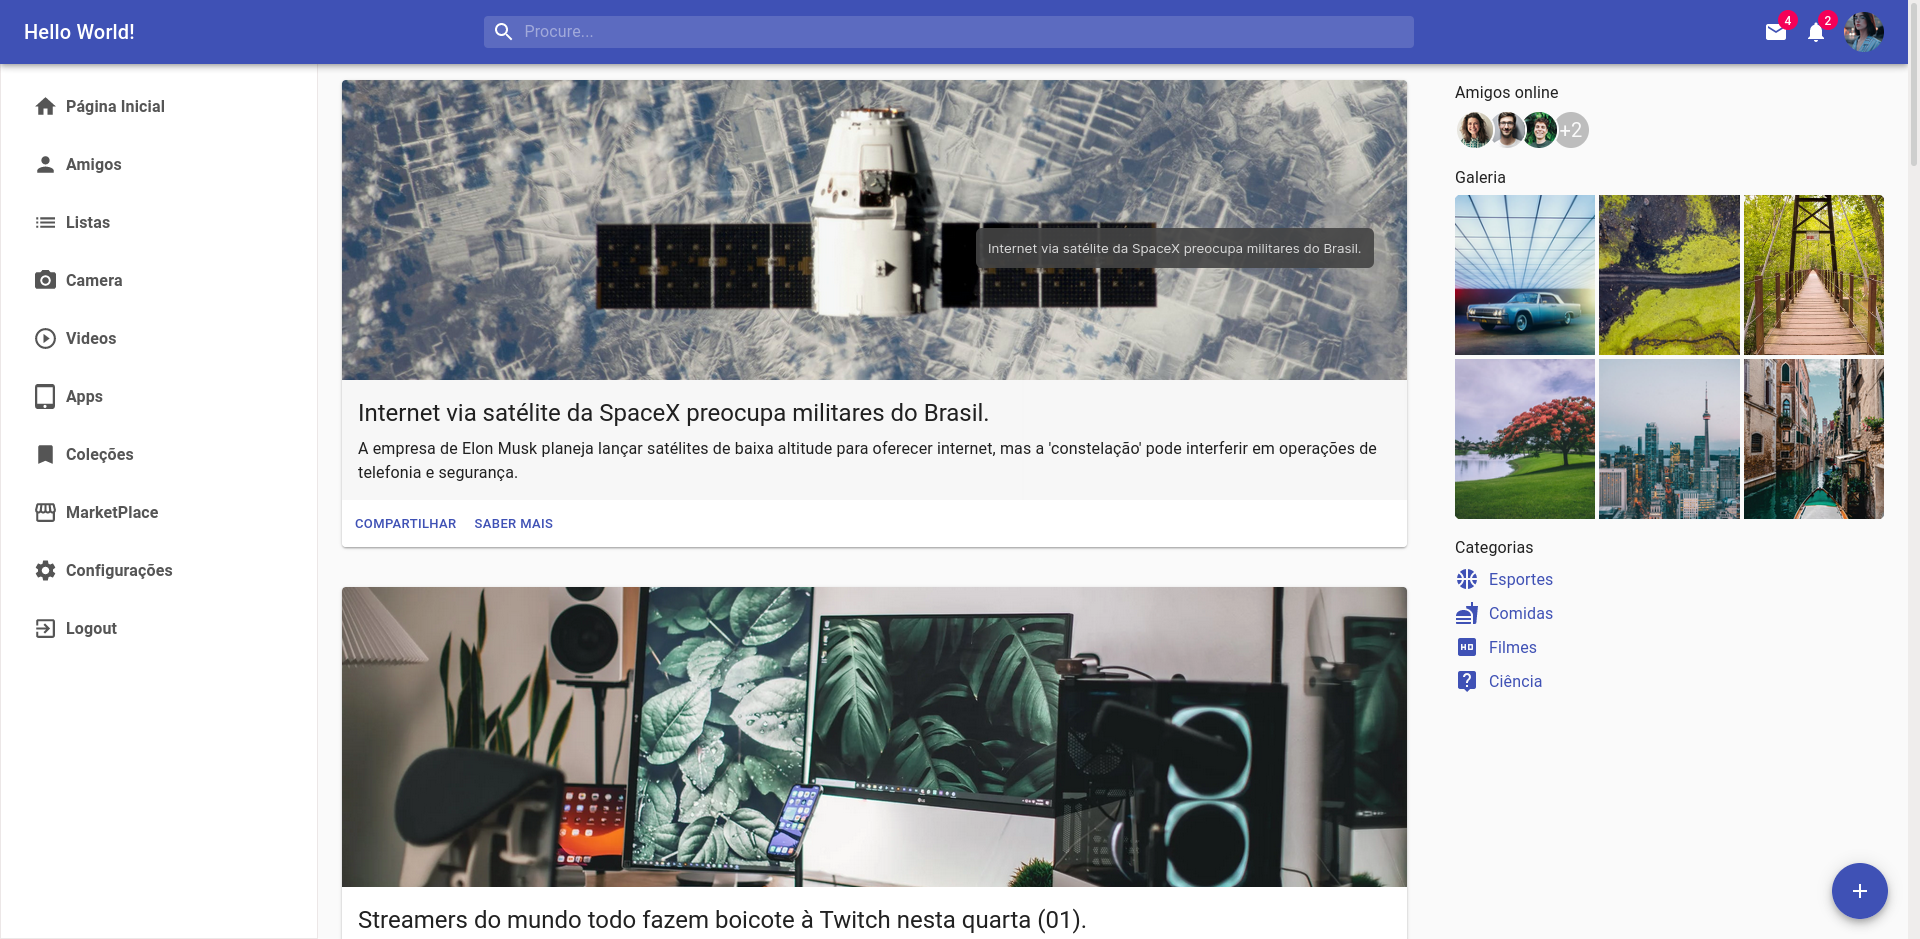 Hello World!
Procure...
4
2
Página Inicial
Amigos
Listas
Camera
Videos
Apps
Coleções
MarketPlace
Configurações
Logout
Internet via satélite da SpaceX preocupa militares do Brasil.
Internet via satélite da SpaceX preocupa militares do Brasil.
A empresa de Elon Musk planeja lançar satélites de baixa altitude para oferecer internet, mas a 'constelação' pode interferir em operações de
telefonia e segurança.
COMPARTILHAR SABER MAIS
Streamers do mundo todo fazem boicote à Twitch nesta quarta (01).
Amigos online
+2
Galeria
Categorias
Esportes
Comidas
HD Filmes
Ciência